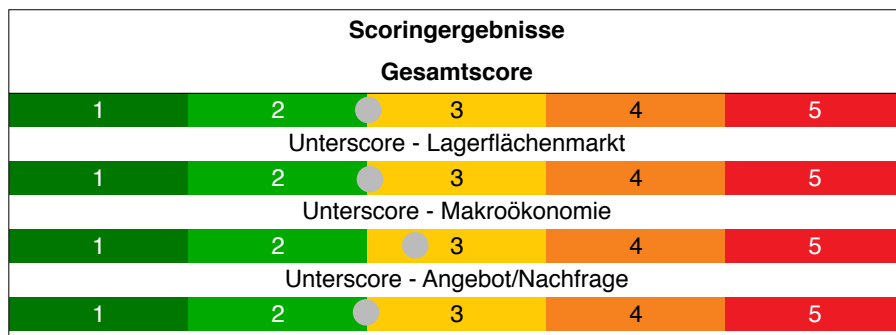 Scoringergebnisse
Gesamtscore
1 2 3 4 5
Unterscore - Lagerflächenmarkt
1 2 3 4 5
Unterscore - Makroökonomie
1 2 3 4 5
Unterscore - Angebot/Nachfrage
1 2 3 4 5